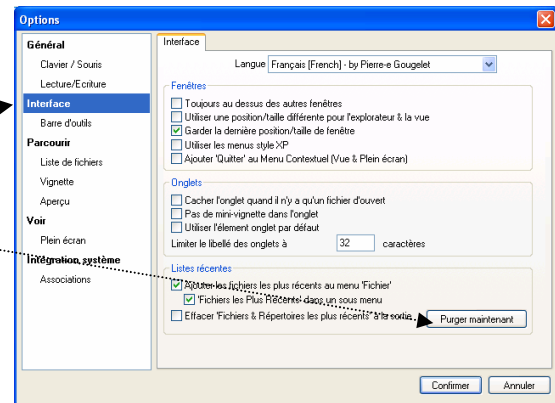 Options
Général
Clavier / Souris
Lecture/Ecriture
Interface
Barre d'outils
Parcourir
Liste de fichiers
Vignette
Aperçu
Voir
Plein écran
Intégration système
Associations
Interface
Langue Français [French] - by Pierre-e Gougelet
Fenêtres
Toujours au dessus des autres fenêtres
Utiliser une position/taille différente pour l'explorateur & la vue
Garder la dernière position/taille de fenêtre
Utiliser les menus style XP
Ajouter 'Quitter' au Menu Contextuel (Vue & Plein écran)
Onglets
Cacher l'onglet quand il n'y a qu'un fichier d'ouvert
Pas de mini-vignette dans l'onglet
Utiliser l'élement onglet par défaut
Limiter le libellé des onglets à 32 caractères
Listes récentes
Ajouter les fichiers les plus récents au menu 'Fichier'
'Fichiers les Plus Récents' dans un sous menu
Effacer 'Fichiers & Répertoires les plus récents' à la sortie Purger maintenant
Confirmer Annuler